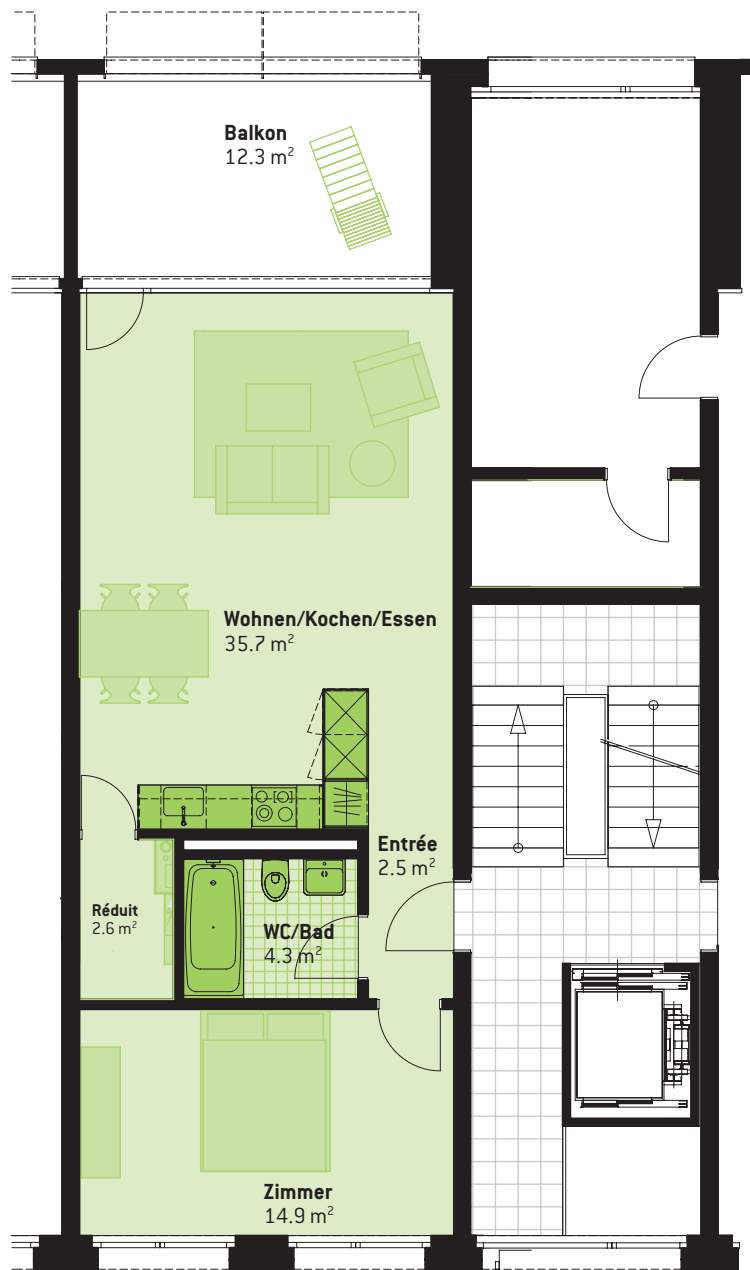 Balkon
12.3 m²
Wohnen/Kochen/Essen
35.7 m²
Entrée
2.5 m²
Réduit
2.6 m²
WC/Bad
4.3 m²
Zimmer
14.9 m²